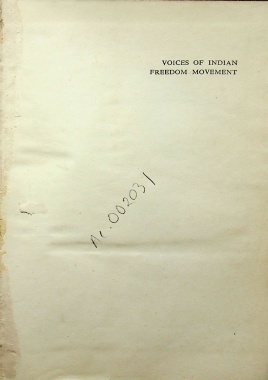 VOICES OF INDIAN
FREEDOM MOVEMENT
Ac. 002031